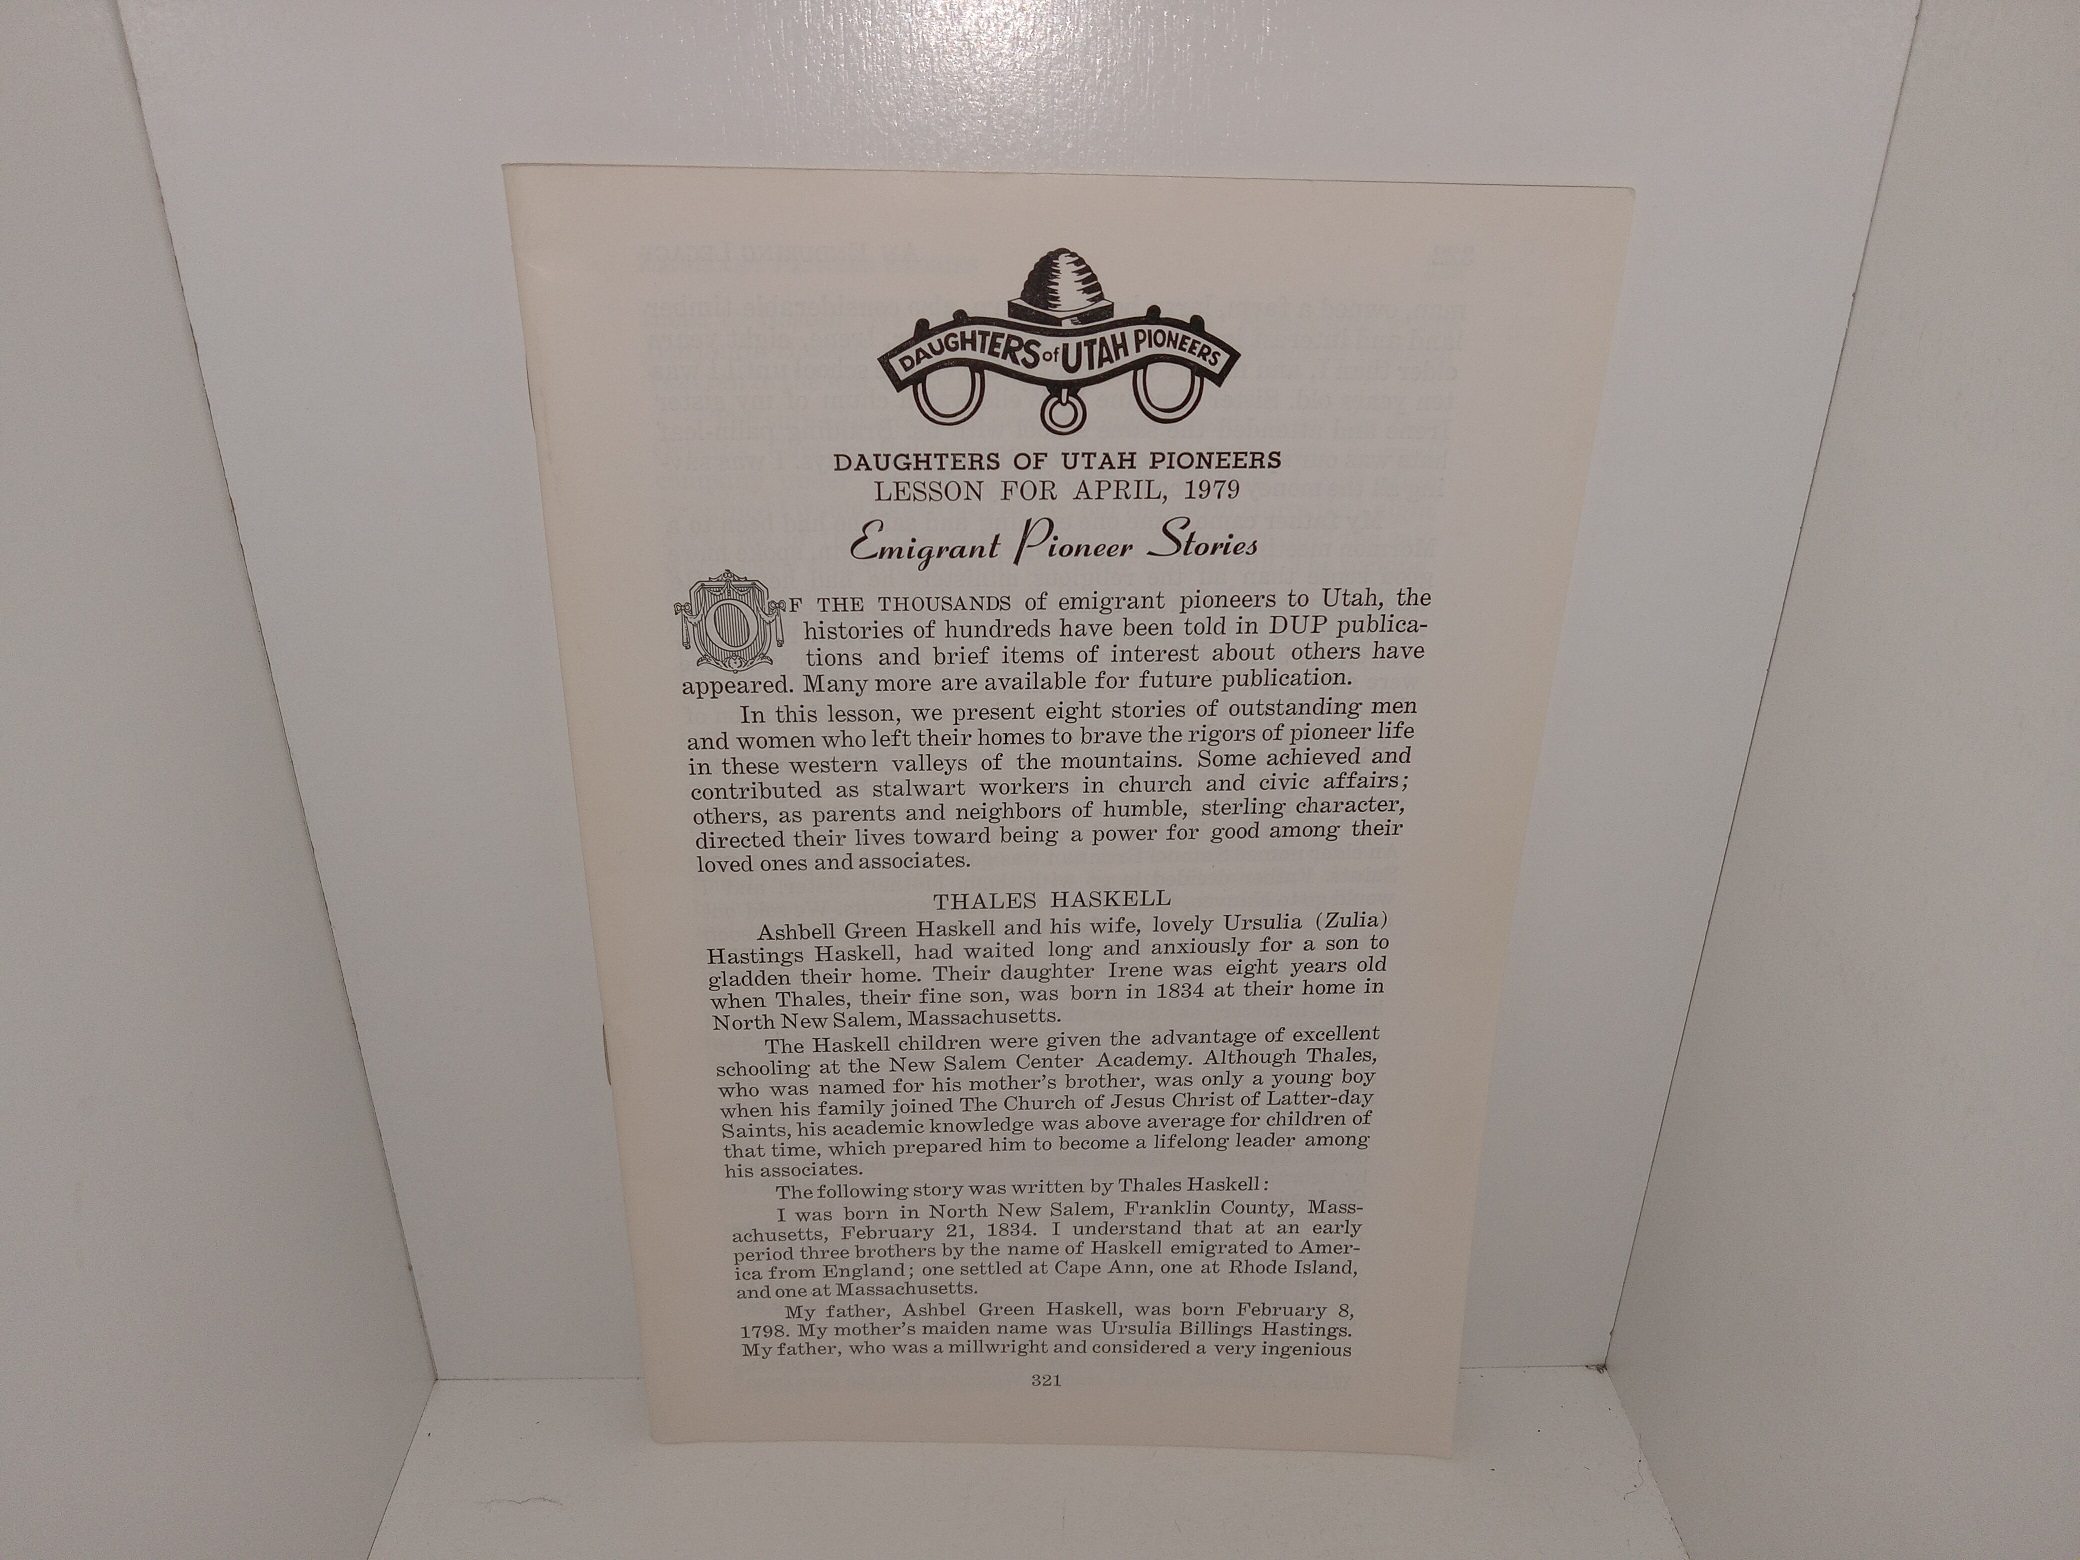 DAUGHTERS of UTAH PIONEERS
DAUGHTERS OF UTAH PIONEERS
LESSON FOR APRIL, 1979
Emigrant Pioneer Stories
OF THE THOUSANDS of emigrant pioneers to Utah, the
histories of hundreds have been told in DUP publica-
tions and brief items of interest about others have
appeared. Many more are available for future publication.
In this lesson, we present eight stories of outstanding men
and women who left their homes to brave the rigors of pioneer life
in these western valleys of the mountains. Some achieved and
contributed as stalwart workers in church and civic affairs;
others, as parents and neighbors of humble, sterling character,
directed their lives toward being a power for good among their
loved ones and associates.
THALES HASKELL
Ashbell Green Haskell and his wife, lovely Ursulia (Zulia)
Hastings Haskell, had waited long and anxiously for a son to
gladden their home. Their daughter Irene was eight years old
when Thales, their fine son, was born in 1834 at their home in
North New Salem, Massachusetts.
The Haskell children were given the advantage of excellent
schooling at the New Salem Center Academy. Although Thales,
who was named for his mother's brother, was only a young boy
when his family joined The Church of Jesus Christ of Latter-day
Saints, his academic knowledge was above average for children of
that time, which prepared him to become a lifelong leader among
his associates.
The following story was written by Thales Haskell:
I was born in North New Salem, Franklin County, Mass-
achusetts, February 21, 1834. I understand that at an early
period three brothers by the name of Haskell emigrated to Amer-
ica from England; one settled at Cape Ann, one at Rhode Island,
and one at Massachusetts.
My father, Ashbel Green Haskell, was born February 8,
1798. My mother's maiden name was Ursulia Billings Hastings.
My father, who was a millwright and considered a very ingenious
321